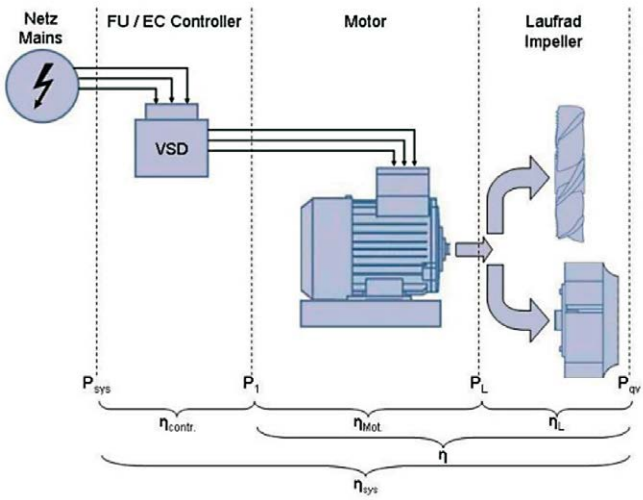 Netz
Mains
FU / EC Controller
Motor
Laufrad
Impeller
VSD
Psys
P1
PL
Pqv
ηcontr.
ηMot.
ηL
η
ηsys